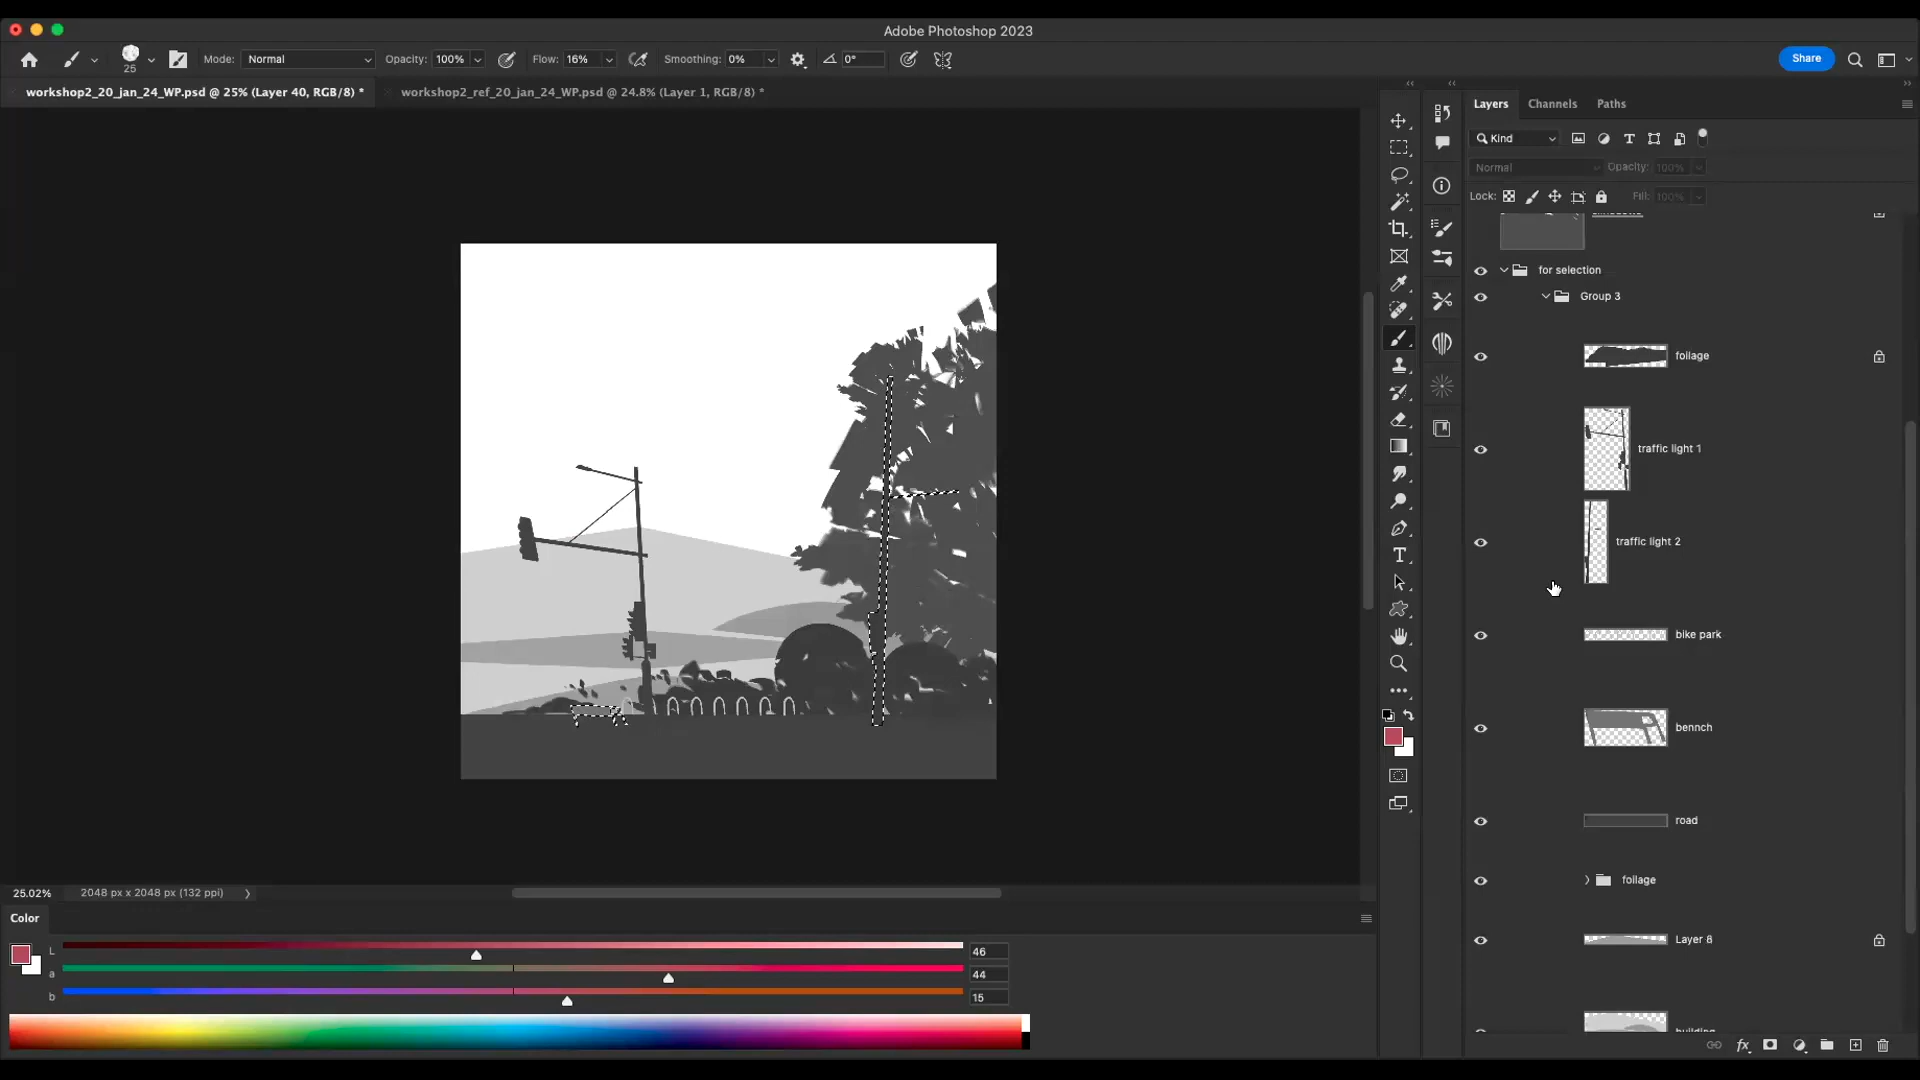 Adobe Photoshop 2023
25
Mode: Normal
Opacity: 100%
Flow: 16%
Smoothing: 0%
0°
Share
workshop2_20_jan_24_WP.psd @ 25% (Layer 40, RGB/8) *
workshop2_ref_20_jan_24_WP.psd @ 24.8% (Layer 1, RGB/8) *
Layers
Channels
Paths
Kind
Normal
Opacity: 100%
Lock:
Fill: 100%
for selection
Group 3
foliage
traffic light 1
traffic light 2
bike park
bennch
road
foliage
Layer 8
building
25.02%
2048 px x 2048 px (132 ppi)
Color
L
46
a
44
b
15